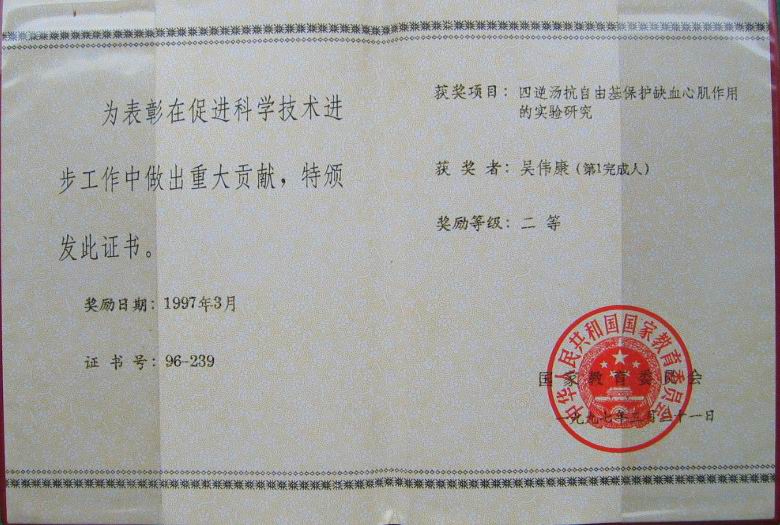 为表彰在促进科学技术进
步工作中做出重大贡献，特颁
发此证书。
奖励日期：1997年3月
证书号：96-239
获奖项目：四逆汤抗自由基保护缺血心肌作用
的实验研究
获奖者：吴伟康（第1完成人）
奖励等级：二等
中华人民共和国国家教育委员会
国家教育委员会
一九九七年三月二十一日